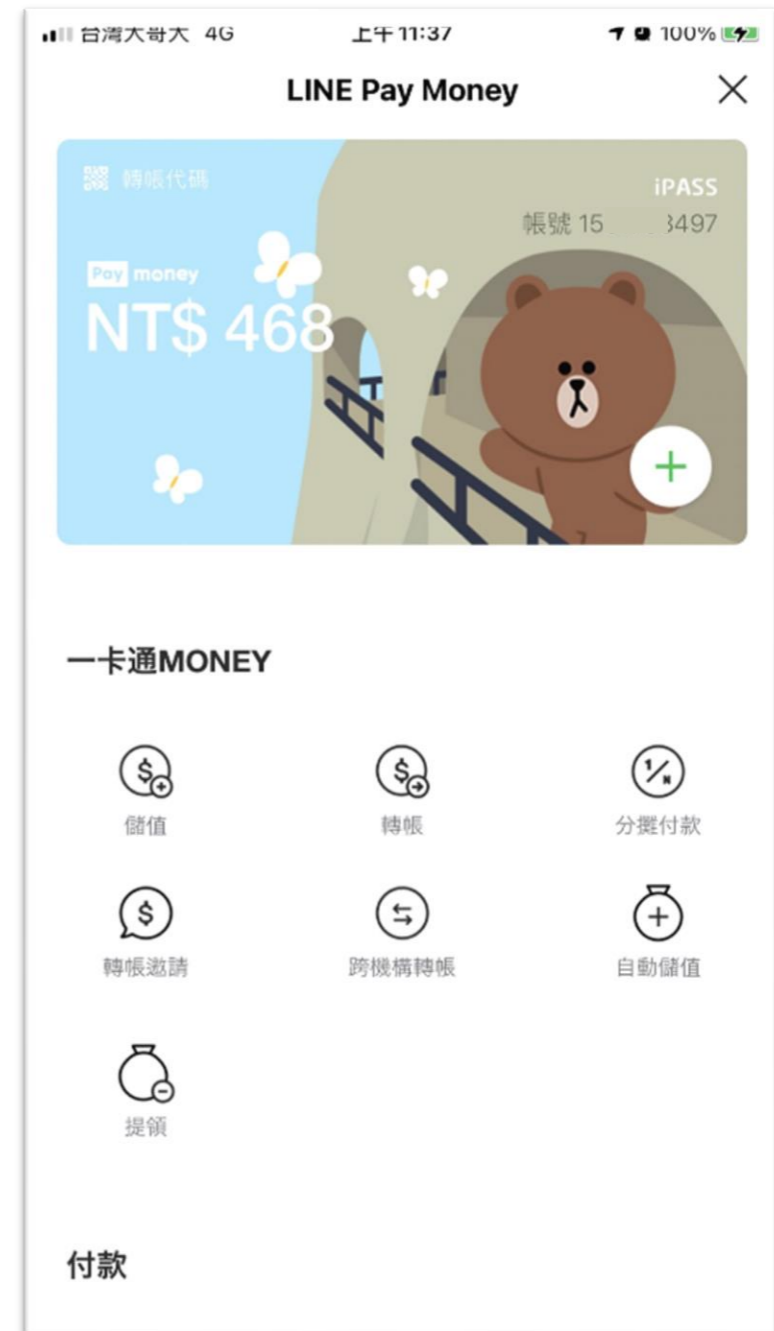 台灣大哥大 4G 上午11:37 100%
LINE Pay Money
轉帳代碼
iPASS
帳號 15 3497
Pay money
NT$ 468
一卡通MONEY
儲值 轉帳 分攤付款
轉帳邀請 跨機構轉帳 自動儲值
提領
付款